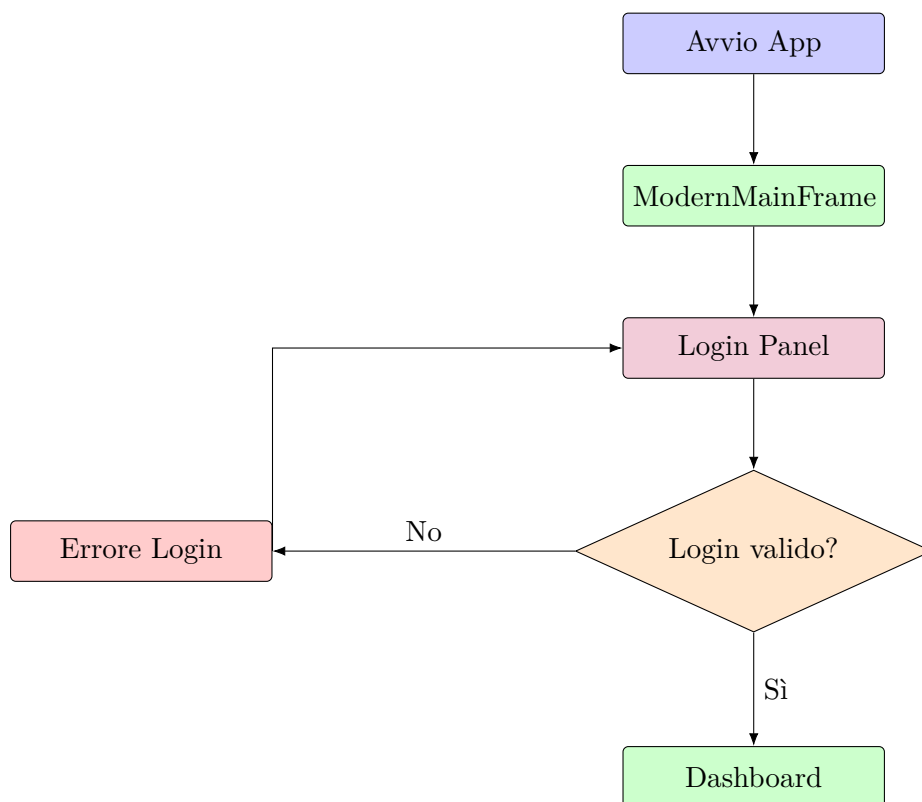 Avvio App
ModernMainFrame
Login Panel
Login valido?
No
Errore Login
Sì
Dashboard